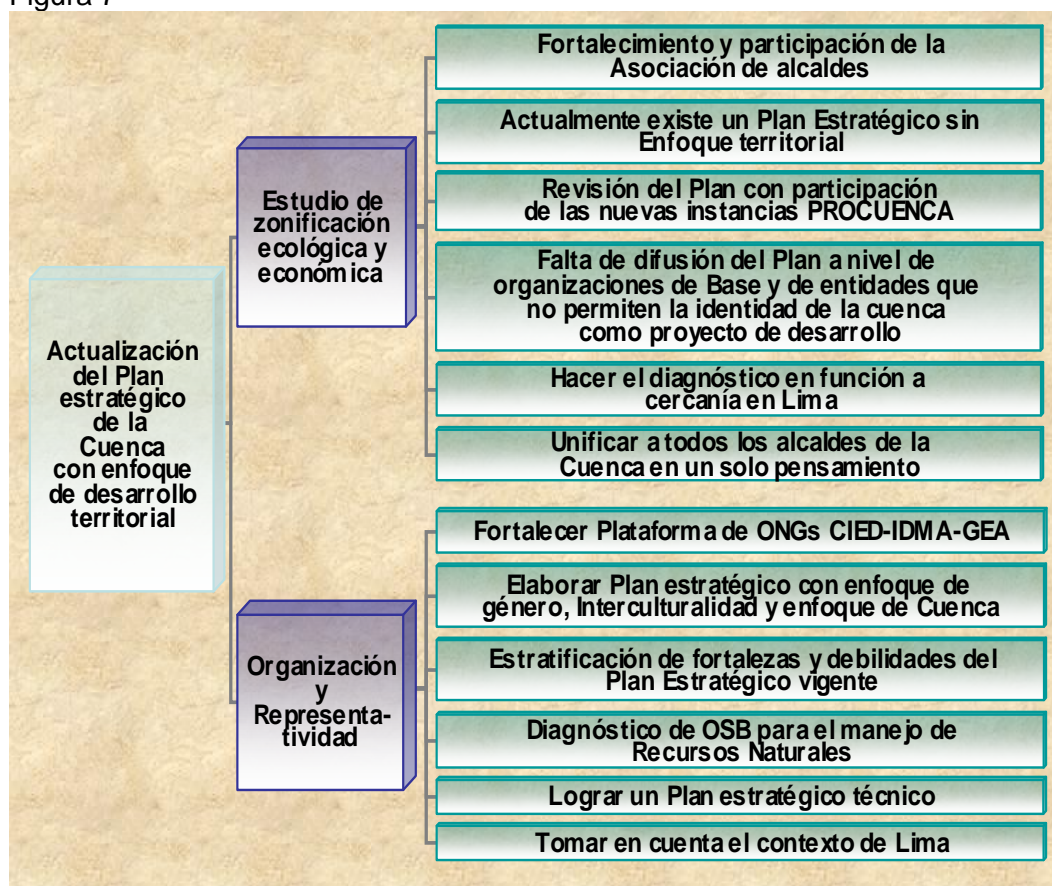 Figura 7
Actualización
del Plan
estratégico
de la
Cuenca
con enfoque
de desarrollo
territorial
Estudio de
zonificación
ecológica y
económica
Fortalecimiento y participación de la
Asociación de alcaldes
Actualmente existe un Plan Estratégico sin
Enfoque territorial
Revisión del Plan con participación
de las nuevas instancias PROCUENCA
Falta de difusión del Plan a nivel de
organizaciones de Base y de entidades que
no permiten la identidad de la cuenca
como proyecto de desarrollo
Hacer el diagnóstico en función a
cercanía en Lima
Unificar a todos los alcaldes de la
Cuenca en un solo pensamiento
Organización
y
Representa-
tividad
Fortalecer Plataforma de ONGs CIED-IDMA-GEA
Elaborar Plan estratégico con enfoque de
género, Interculturalidad y enfoque de Cuenca
Estratificación de fortalezas y debilidades del
Plan Estratégico vigente
Diagnóstico de OSB para el manejo de
Recursos Naturales
Lograr un Plan estratégico técnico
Tomar en cuenta el contexto de Lima